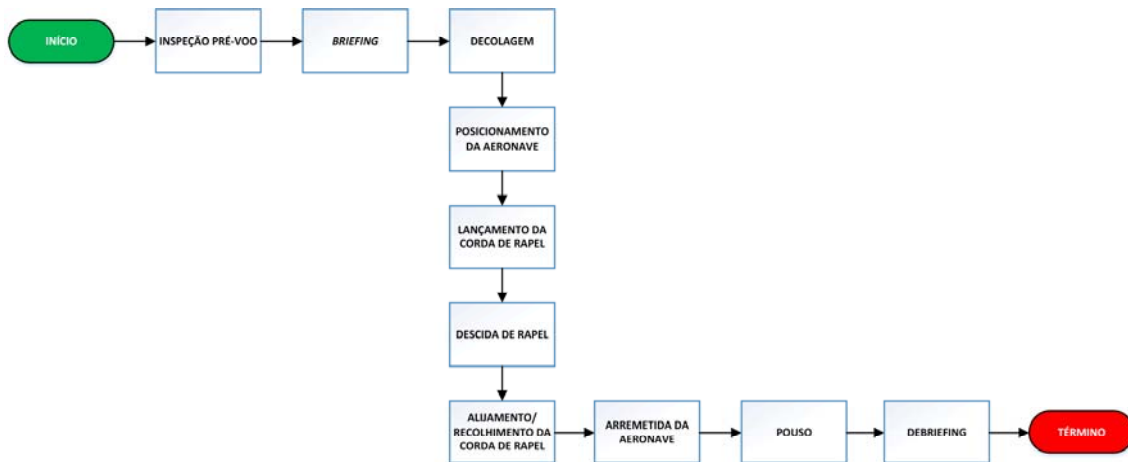 INÍCIO
INSPEÇÃO PRÉ-VOO
BRIEFING
DECOLAGEM
POSICIONAMENTO
DA AERONAVE
LANÇAMENTO DA
CORDA DE RAPEL
DESCIDA DE RAPEL
ALIJAMENTO/
RECOLHIMENTO DA
CORDA DE RAPEL
ARREMETIDA DA
AERONAVE
POUSO
DEBRIEFING
TÉRMINO